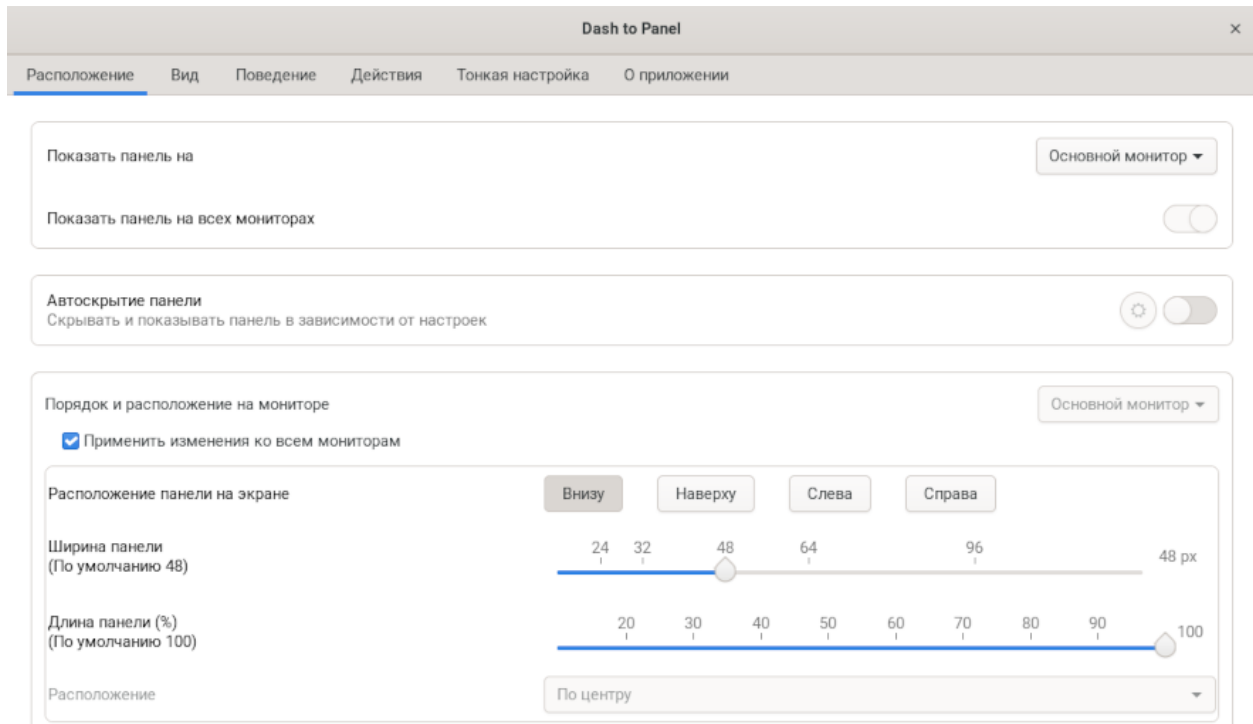 Dash to Panel
Расположение Вид Поведение Действия Тонкая настройка О приложении
Показать панель на Основной монитор
Показать панель на всех мониторах
Автоскрытие панели
Скрывать и показывать панель в зависимости от настроек
Порядок и расположение на мониторе Основной монитор
Применить изменения ко всем мониторам
Расположение панели на экране Внизу Наверху Слева Справа
Ширина панели
(По умолчанию 48)
24 32 48 64 96
48 px
Длина панели (%)
(По умолчанию 100)
20 30 40 50 60 70 80 90
100
Расположение По центру